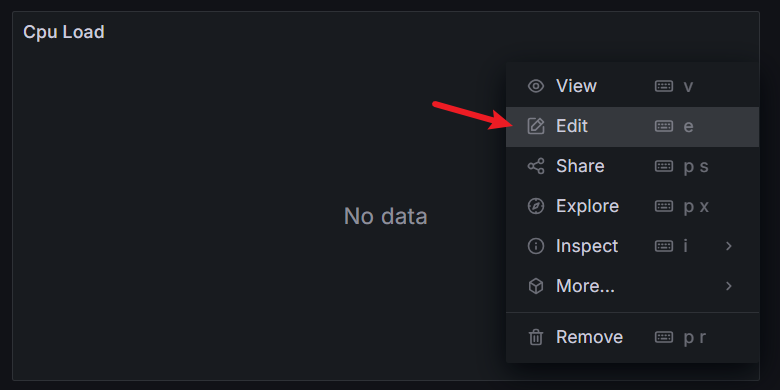 Cpu Load
View v
Edit e
Share p s
No data
Explore p x
Inspect i
More...
Remove p r